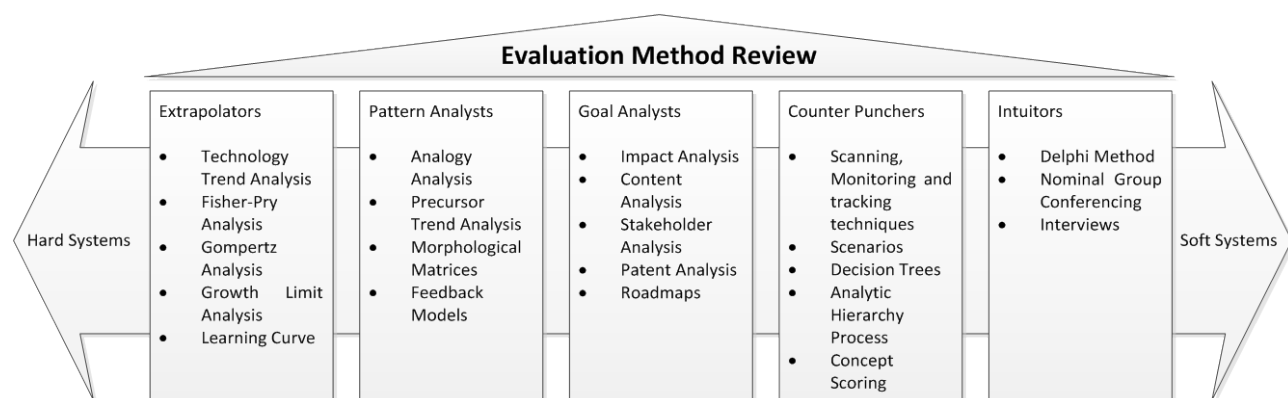 Evaluation Method Review
Hard Systems
Extrapolators
• Technology
Trend Analysis
• Fisher-Pry
Analysis
• Gompertz
Analysis
• Growth Limit
Analysis
• Learning Curve
Pattern Analysts
• Analogy
Analysis
• Precursor
Trend Analysis
• Morphological
Matrices
• Feedback
Models
Goal Analysts
• Impact Analysis
• Content
Analysis
• Stakeholder
Analysis
• Patent Analysis
• Roadmaps
Counter Punchers
• Scanning,
Monitoring and
tracking
techniques
• Scenarios
• Decision Trees
• Analytic
Hierarchy
Process
• Concept
Scoring
Intuitors
• Delphi Method
• Nominal Group
Conferencing
• Interviews
Soft Systems